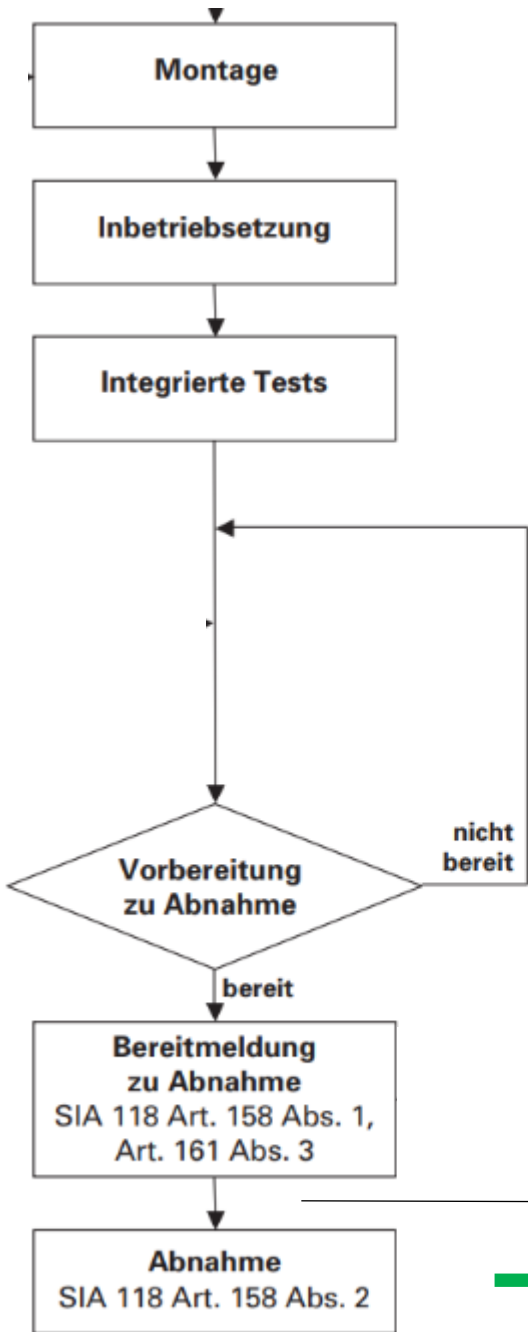 Montage
Inbetriebsetzung
Integrierte Tests
nicht
bereit
Vorbereitung
zu Abnahme
bereit
Bereitmeldung
zu Abnahme
SIA 118 Art. 158 Abs. 1,
Art. 161 Abs. 3
Abnahme
SIA 118 Art. 158 Abs. 2